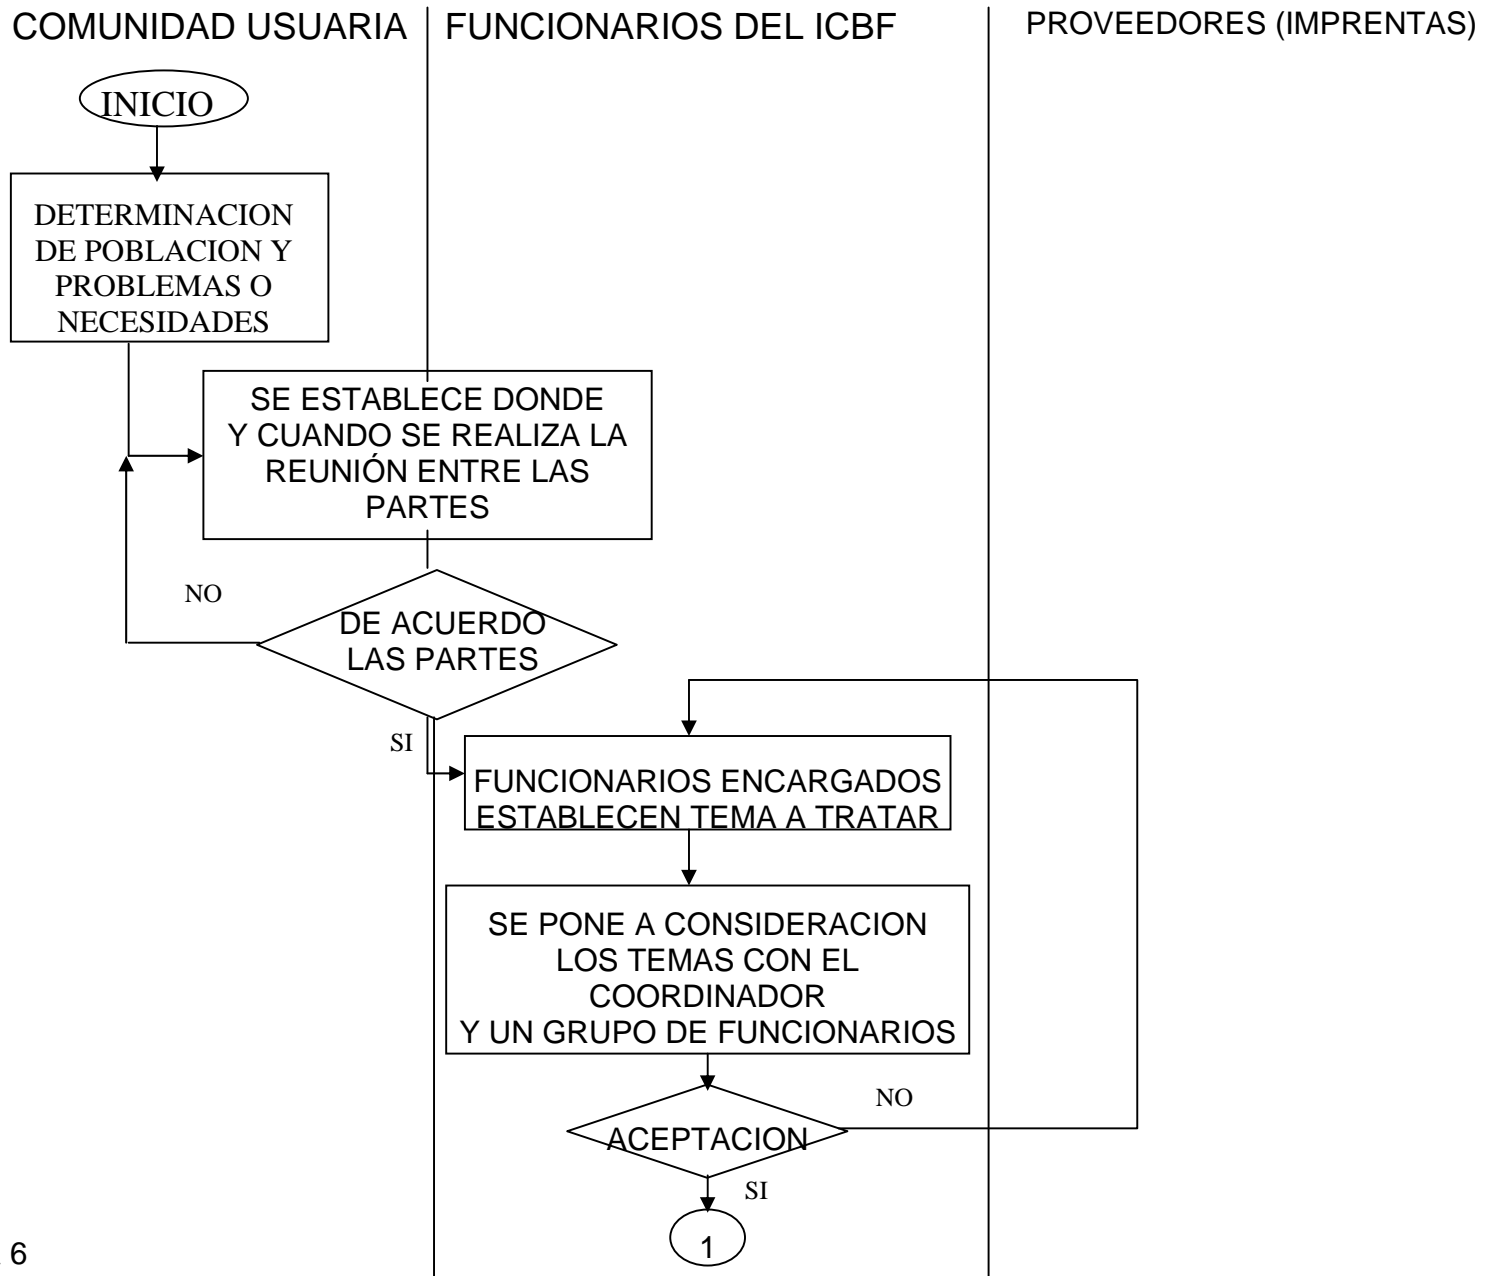 COMUNIDAD USUARIA
FUNCIONARIOS DEL ICBF
PROVEEDORES (IMPRENTAS)
INICIO
DETERMINACION
DE POBLACION Y
PROBLEMAS O
NECESIDADES
SE ESTABLECE DONDE
Y CUANDO SE REALIZA LA
REUNIÓN ENTRE LAS
PARTES
NO
DE ACUERDO
LAS PARTES
SI
FUNCIONARIOS ENCARGADOS
ESTABLECEN TEMA A TRATAR
SE PONE A CONSIDERACION
LOS TEMAS CON EL
COORDINADOR
Y UN GRUPO DE FUNCIONARIOS
NO
ACEPTACION
SI
1
6